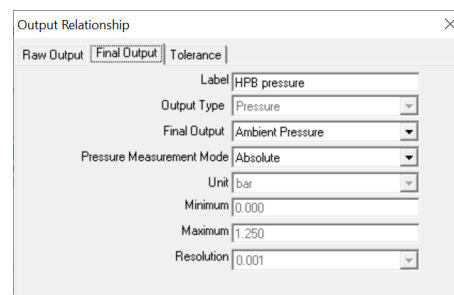 Output Relationship
Raw Output Final Output Tolerance
Label HPB pressure
Output Type Pressure
Final Output Ambient Pressure
Pressure Measurement Mode Absolute
Unit bar
Minimum 0.000
Maximum 1.250
Resolution 0.001